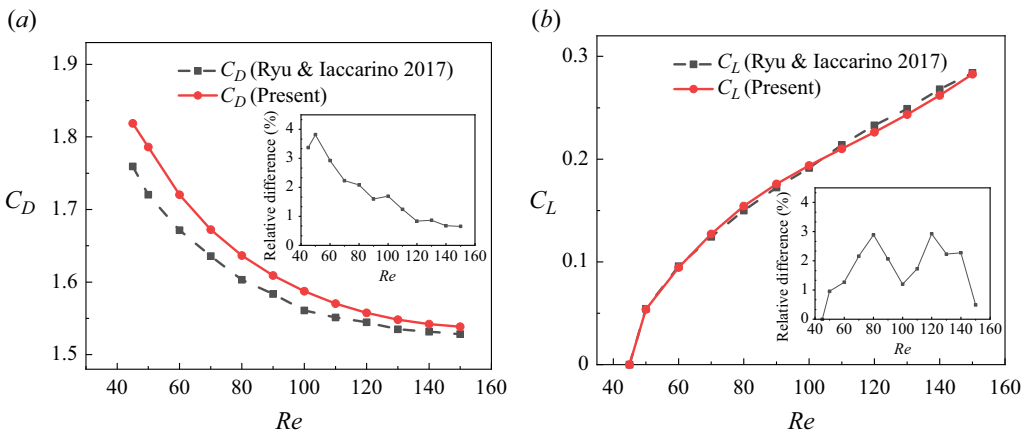 (a)
1.9
1.8
1.7
1.6
1.5
C_D
C_D (Ryu & Iaccarino 2017)
C_D (Present)
Relative difference (%)
4
3
2
1
0
40 60 80 100 120 140 160
Re
40 60 80 100 120 140 160
Re
(b)
0.3
0.2
0.1
0
C_L
C_L (Ryu & Iaccarino 2017)
C_L (Present)
Relative difference (%)
4
3
2
1
0
40 60 80 100 120 140 160
Re
40 60 80 100 120 140 160
Re